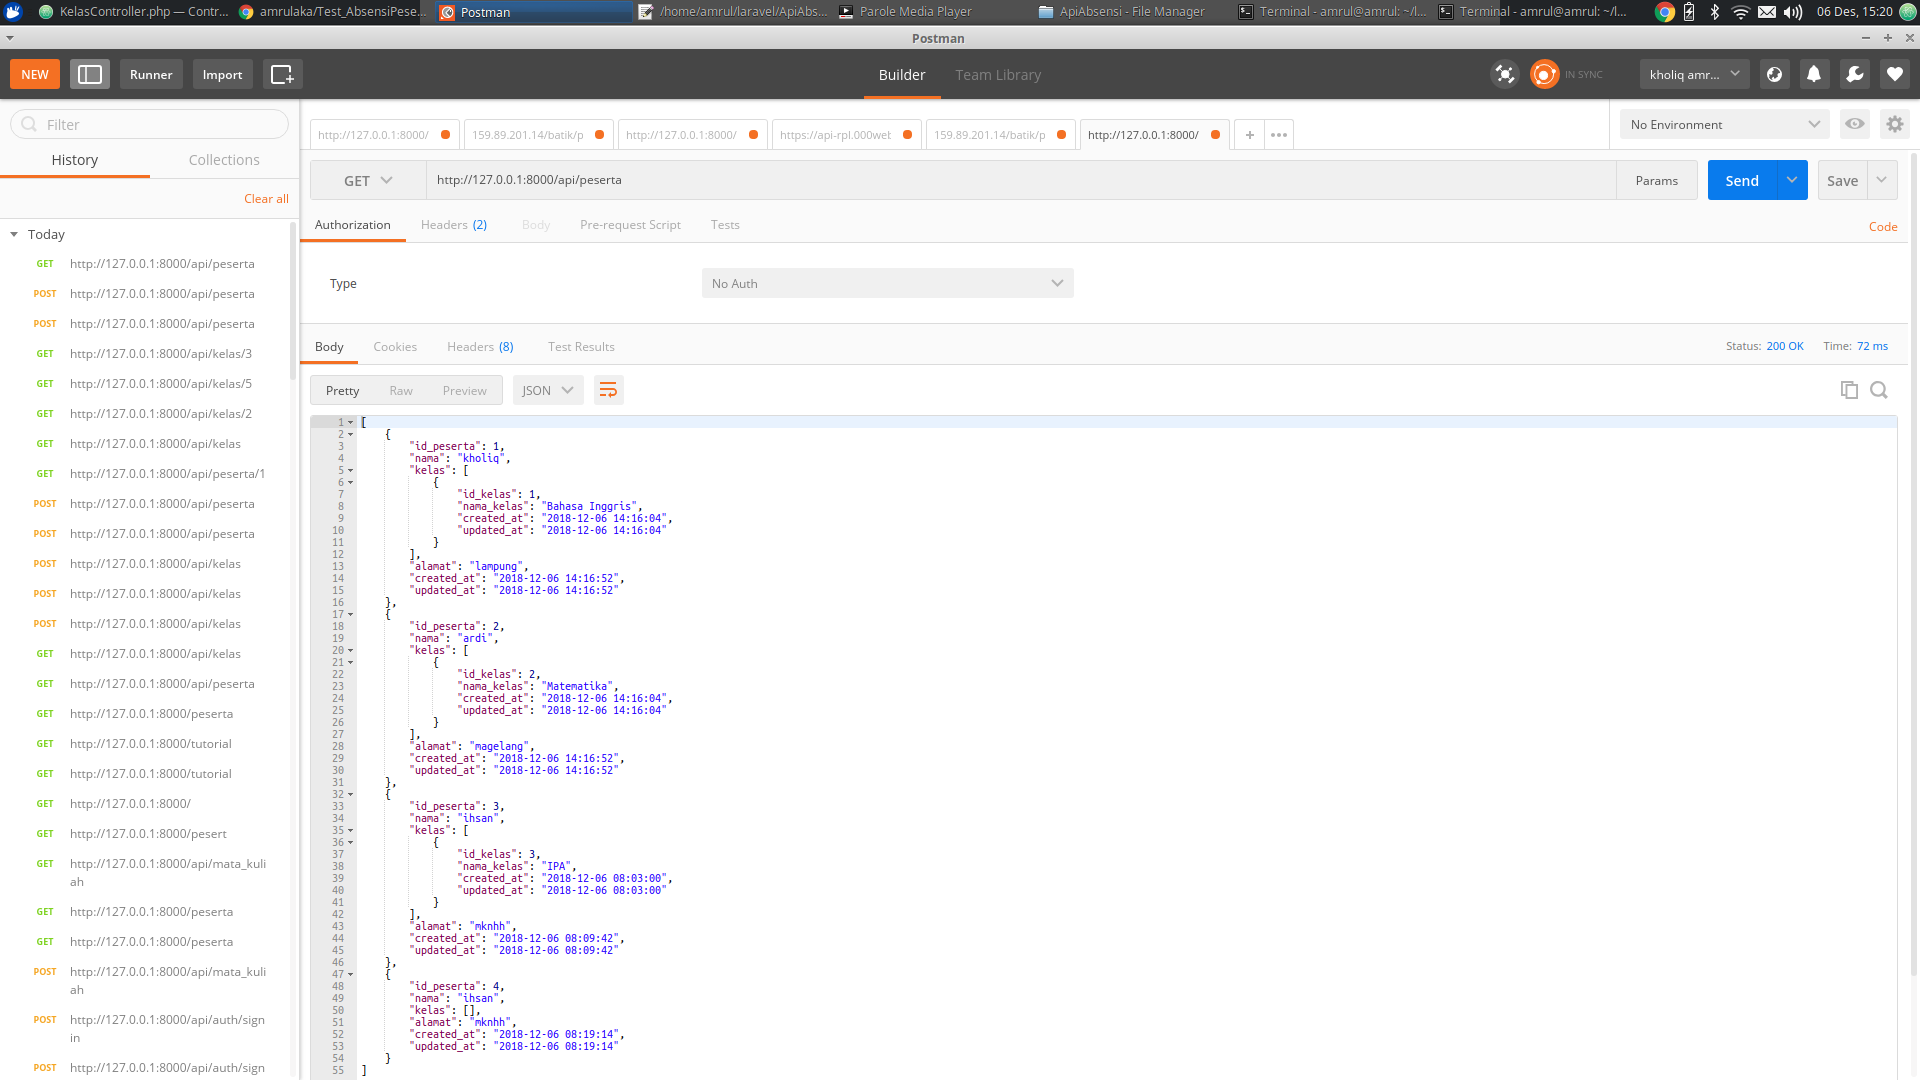 KelasController.php — Contr...
amrulaka/Test_AbsensiPese...
Postman
/home/amrul/laravel/ApiAbs...
Parole Media Player
ApiAbsensi - File Manager
Terminal - amrul@amrul: ~/l...
Terminal - amrul@amrul: ~/l...
06 Des, 15:20
Postman
NEW
Runner
Import
Builder
Team Library
IN SYNC
kholiq amr...
Filter
History
Collections
Clear all
Today
GET http://127.0.0.1:8000/api/peserta
POST http://127.0.0.1:8000/api/peserta
POST http://127.0.0.1:8000/api/peserta
GET http://127.0.0.1:8000/api/kelas/3
GET http://127.0.0.1:8000/api/kelas/5
GET http://127.0.0.1:8000/api/kelas/2
GET http://127.0.0.1:8000/api/kelas
GET http://127.0.0.1:8000/api/peserta/1
POST http://127.0.0.1:8000/api/peserta
POST http://127.0.0.1:8000/api/peserta
POST http://127.0.0.1:8000/api/kelas
POST http://127.0.0.1:8000/api/kelas
POST http://127.0.0.1:8000/api/kelas
GET http://127.0.0.1:8000/api/kelas
GET http://127.0.0.1:8000/api/peserta
GET http://127.0.0.1:8000/peserta
GET http://127.0.0.1:8000/tutorial
GET http://127.0.0.1:8000/tutorial
GET http://127.0.0.1:8000/
GET http://127.0.0.1:8000/pesert
GET http://127.0.0.1:8000/api/mata_kuli
ah
GET http://127.0.0.1:8000/peserta
GET http://127.0.0.1:8000/peserta
POST http://127.0.0.1:8000/api/mata_kuli
ah
POST http://127.0.0.1:8000/api/auth/sign
in
POST http://127.0.0.1:8000/api/auth/sign
http://127.0.0.1:8000/
159.89.201.14/batik/p
http://127.0.0.1:8000/
https://api-rpl.000web
159.89.201.14/batik/p
http://127.0.0.1:8000/
No Environment
GET
http://127.0.0.1:8000/api/peserta
Params
Send
Save
Authorization
Headers (2)
Body
Pre-request Script
Tests
Code
Type
No Auth
Body
Cookies
Headers (8)
Test Results
Status: 200 OK
Time: 72 ms
Pretty
Raw
Preview
JSON
1 [
2 {
3 "id_peserta": 1,
4 "nama": "kholiq",
5 "kelas": [
6 {
7 "id_kelas": 1,
8 "nama_kelas": "Bahasa Inggris",
9 "created_at": "2018-12-06 14:16:04",
10 "updated_at": "2018-12-06 14:16:04"
11 }
12 ],
13 "alamat": "lampung",
14 "created_at": "2018-12-06 14:16:52",
15 "updated_at": "2018-12-06 14:16:52"
16 },
17 {
18 "id_peserta": 2,
19 "nama": "ardi",
20 "kelas": [
21 {
22 "id_kelas": 2,
23 "nama_kelas": "Matematika",
24 "created_at": "2018-12-06 14:16:04",
25 "updated_at": "2018-12-06 14:16:04"
26 }
27 ],
28 "alamat": "magelang",
29 "created_at": "2018-12-06 14:16:52",
30 "updated_at": "2018-12-06 14:16:52"
31 },
32 {
33 "id_peserta": 3,
34 "nama": "ihsan",
35 "kelas": [
36 {
37 "id_kelas": 3,
38 "nama_kelas": "IPA",
39 "created_at": "2018-12-06 08:03:00",
40 "updated_at": "2018-12-06 08:03:00"
41 }
42 ],
43 "alamat": "mknhh",
44 "created_at": "2018-12-06 08:09:42",
45 "updated_at": "2018-12-06 08:09:42"
46 },
47 {
48 "id_peserta": 4,
49 "nama": "ihsan",
50 "kelas": [],
51 "alamat": "mknhh",
52 "created_at": "2018-12-06 08:19:14",
53 "updated_at": "2018-12-06 08:19:14"
54 }
55 ]